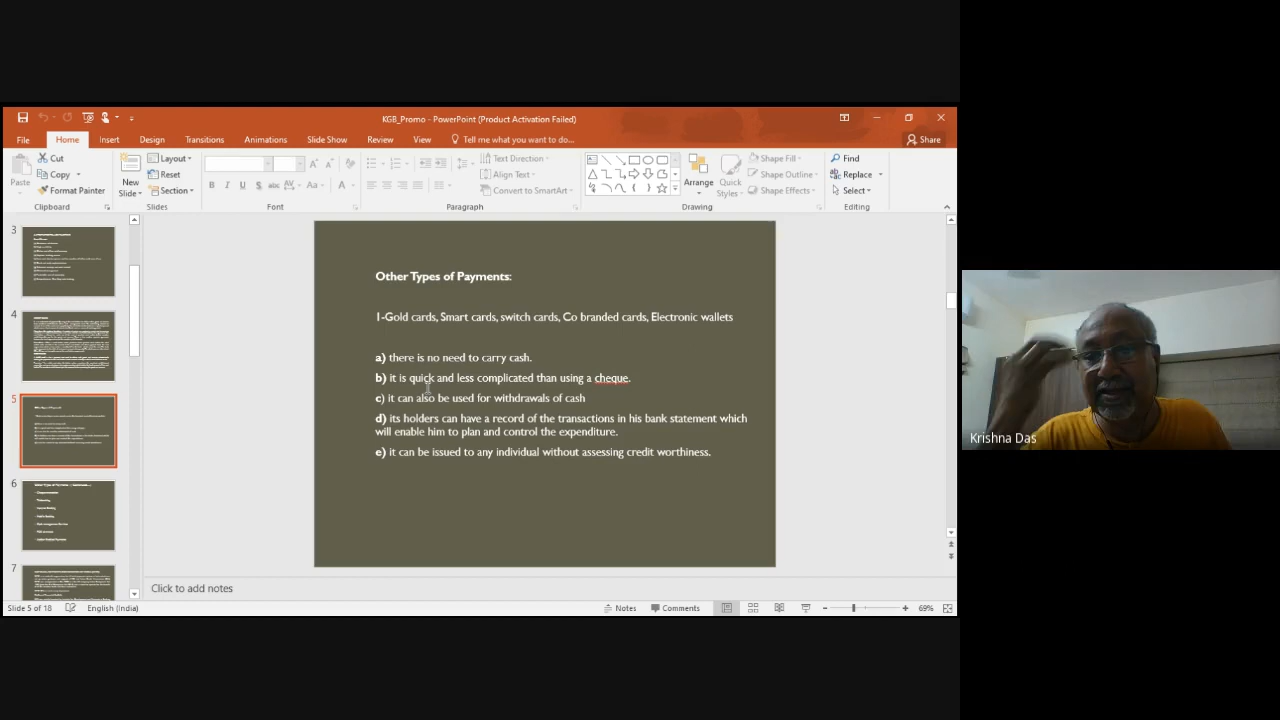 KGB_Promo - PowerPoint (Product Activation Failed)
File Home Insert Design Transitions Animations Slide Show Review View Tell me what you want to do... Share
Cut Layout Text Direction Shape Fill Find
Copy Reset Align Text Shape Outline Replace
Paste Format Painter New Slide Section Convert to SmartArt Arrange Quick Styles Shape Effects Select
Clipboard Slides Font Paragraph Drawing Editing
3
4
5
6
7
Other Types of Payments:
1-Gold cards, Smart cards, switch cards, Co branded cards, Electronic wallets
a) there is no need to carry cash.
b) it is quick and less complicated than using a cheque.
c) it can also be used for withdrawals of cash
d) its holders can have a record of the transactions in his bank statement which
will enable him to plan and control the expenditure.
e) it can be issued to any individual without assessing credit worthiness.
Click to add notes
Slide 5 of 18 English (India) Notes Comments 69%
Krishna Das